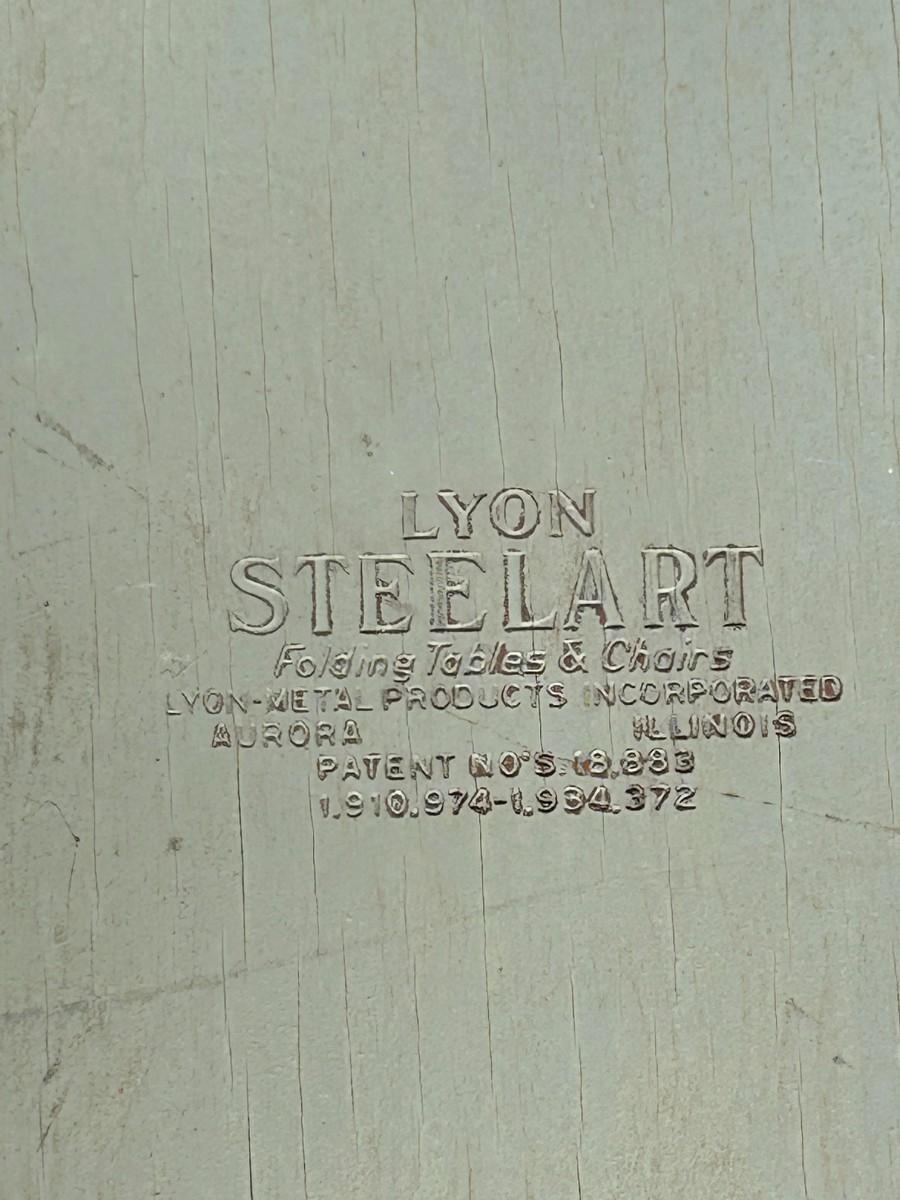 LYON
STEELART
Folding Tables & Chairs
LYON-METAL PRODUCTS INCORPORATED
AURORA ILLINOIS
PATENT NO'S. 18,883
1,910,974-1,934,372